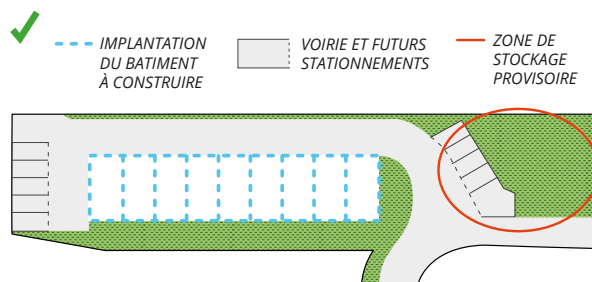 IMPLANTATION
DU BATIMENT
À CONSTRUIRE
VOIRIE ET FUTURS
STATIONNEMENTS
ZONE DE
STOCKAGE
PROVISOIRE